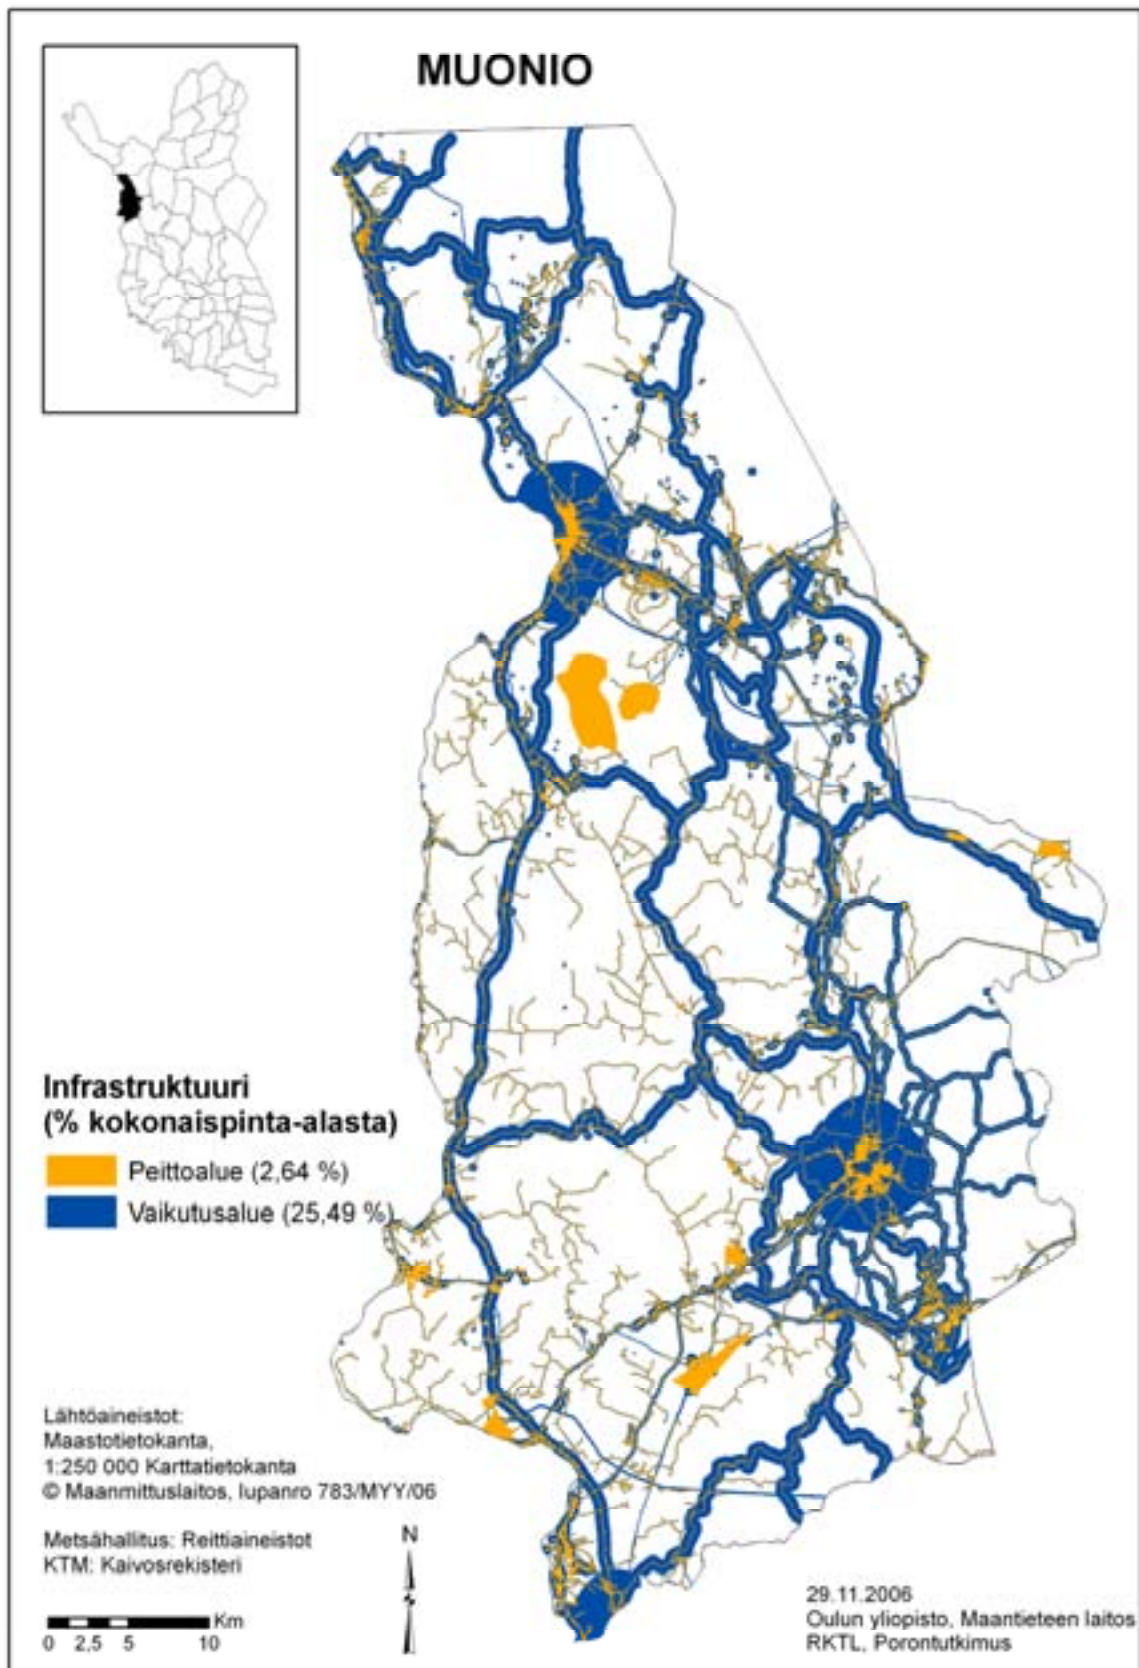 MUONIO
Infrastruktuuri
(% kokonaispinta-alasta)
Peittoalue (2,64 %)
Vaikutusalue (25,49 %)
Lähtöaineistot:
Maastotietokanta,
1:250 000 Karttatietokanta
© Maanmittuslaitos, lupanro 783/MYY/06
Metsähallitus: Reittiaineistot
KTM: Kaivosrekisteri
N
Km
0 2,5 5 10
29.11.2006
Oulun yliopisto, Maantieteen laitos
RKTL, Porontutkimus